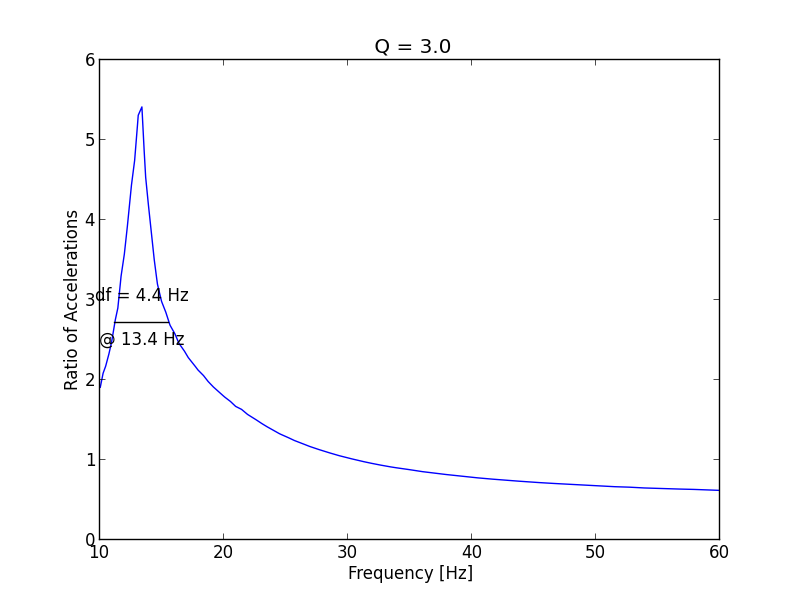 Q = 3.0
6
5
4
3
2
1
0
df = 4.4 Hz
@ 13.4 Hz
Ratio of Accelerations
10 20 30 40 50 60
Frequency [Hz]